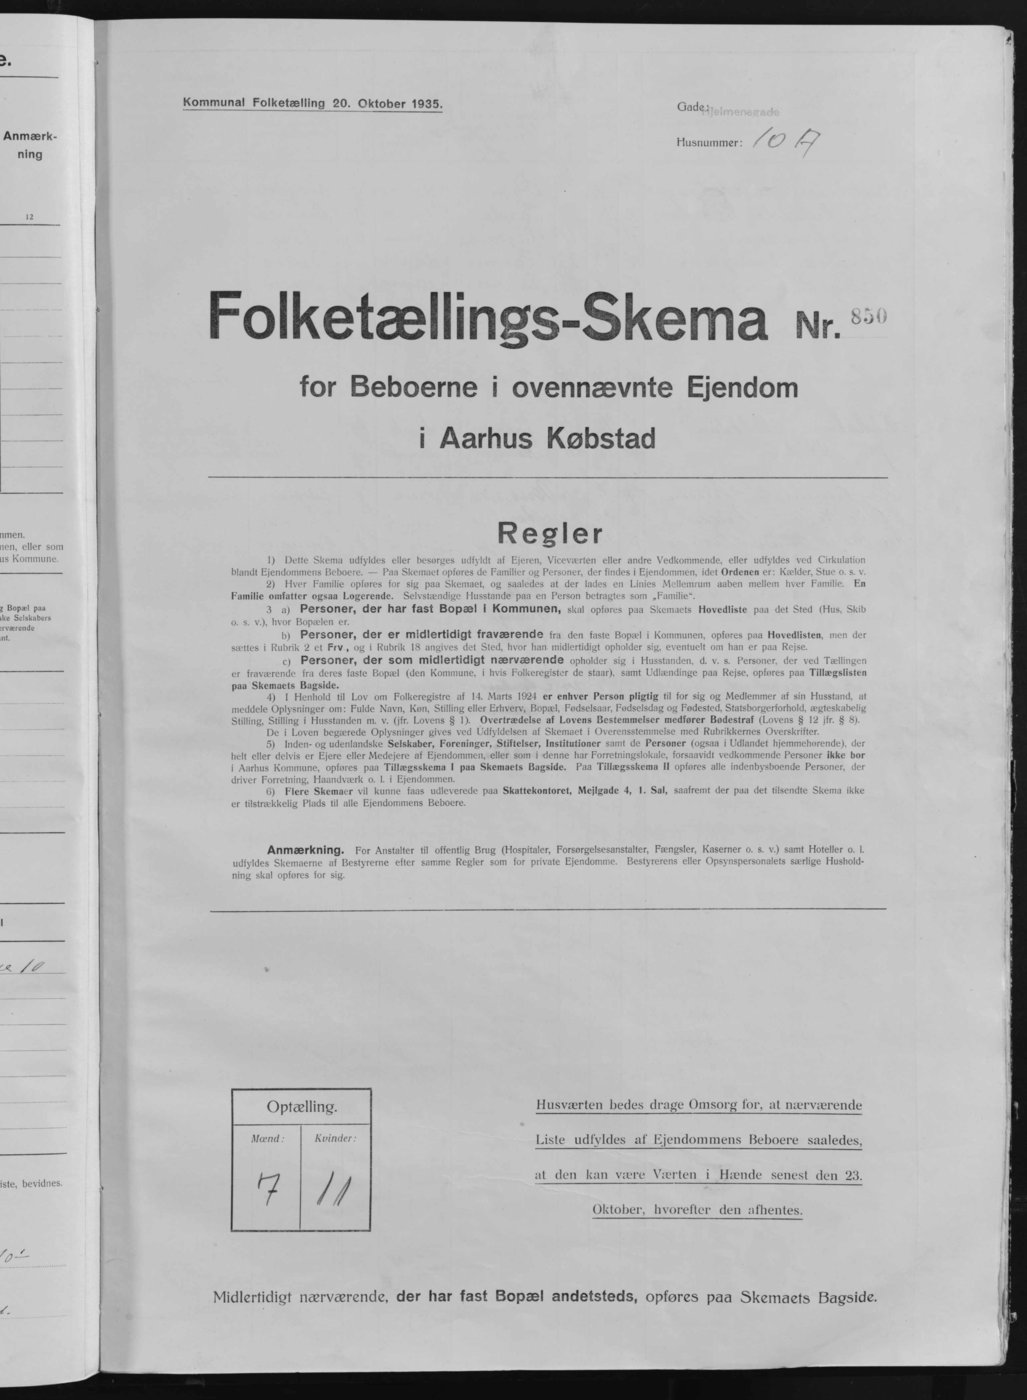 e.
Anmærk-
ning
12
mmen.
men, eller som
us Kommune.
g Bopæl paa
ske Selskabers
erværende
nt.
l
10
iste, bevidnes.
Kommunal Folketælling 20. Oktober 1935.
Gade: Hjelmensgade
Husnummer: 10 A
Folketællings-Skema Nr. 850
for Beboerne i ovennævnte Ejendom
i Aarhus Købstad
Regler
1) Dette Skema udfyldes eller besørges udfyldt af Ejeren, Viceværten eller andre Vedkommende, eller udfyldes ved Cirkulation
blandt Ejendommens Beboere. — Paa Skemaet opføres de Familier og Personer, der findes i Ejendommen, idet Ordenen er: Kælder, Stue o. s. v.
2) Hver Familie opføres for sig paa Skemaet, og saaledes at der lades en Linies Mellemrum aaben mellem hver Familie. En
Familie omfatter ogsaa Logerende. Selvstændige Husstande paa en Person betragtes som „Familie“.
3 a) Personer, der har fast Bopæl i Kommunen, skal opføres paa Skemaets Hovedliste paa det Sted (Hus, Skib
o. s. v.), hvor Bopælen er.
b) Personer, der er midlertidigt fraværende fra den faste Bopæl i Kommunen, opføres paa Hovedlisten, men der
sættes i Rubrik 2 et Frv., og i Rubrik 18 angives det Sted, hvor han midlertidigt opholder sig, eventuelt om han er paa Rejse.
c) Personer, der som midlertidigt nærværende opholder sig i Husstanden, d. v. s. Personer, der ved Tællingen
er fraværende fra deres faste Bopæl (den Kommune, i hvis Folkeregister de staar), samt Udlændinge paa Rejse, opføres paa Tillægslisten
paa Skemaets Bagside.
4) I Henhold til Lov om Folkeregistre af 14. Marts 1924 er enhver Person pligtig til for sig og Medlemmer af sin Husstand, at
meddele Oplysninger om: Fulde Navn, Køn, Stilling eller Erhverv, Bopæl, Fødselsaar, Fødselsdag og Fødested, Statsborgerforhold, ægteskabelig
Stilling, Stilling i Husstanden m. v. (jfr. Lovens § 1). Overtrædelse af Lovens Bestemmelser medfører Bødestraf (Lovens § 12 jfr. § 8).
De i Loven begærede Oplysninger gives ved Udfyldelsen af Skemaet i Overensstemmelse med Rubrikkernes Overskrifter.
5) Inden- og udenlandske Selskaber, Foreninger, Stiftelser, Institutioner samt de Personer (ogsaa i Udlandet hjemmehørende), der
helt eller delvis er Ejere eller Medejere af Ejendommen, eller som i denne har Forretningslokale, forsaavidt vedkommende Personer ikke bor
i Aarhus Kommune, opføres paa Tillægsskema I paa Skemaets Bagside. Paa Tillægsskema II opføres alle indenbysboende Personer, der
driver Forretning, Haandværk o. l. i Ejendommen.
6) Flere Skemaer vil kunne faas udleverede paa Skattekontoret, Mejlgade 4, 1. Sal, saafremt der paa det tilsendte Skema ikke
er tilstrækkelig Plads til alle Ejendommens Beboere.
Anmærkning. For Anstalter til offentlig Brug (Hospitaler, Forsørgelsesanstalter, Fængsler, Kaserner o. s. v.) samt Hoteller o. l.
udfyldes Skemaerne af Bestyrerne efter samme Regler som for private Ejendomme. Bestyrerens eller Opsynspersonalets særlige Hushold-
ning skal opføres for sig.
Optælling.
Mænd: Kvinder:
7 11
Husværten bedes drage Omsorg for, at nærværende
Liste udfyldes af Ejendommens Beboere saaledes,
at den kan være Værten i Hænde senest den 23.
Oktober, hvorefter den afhentes.
Midlertidigt nærværende, der har fast Bopæl andetsteds, opføres paa Skemaets Bagside.